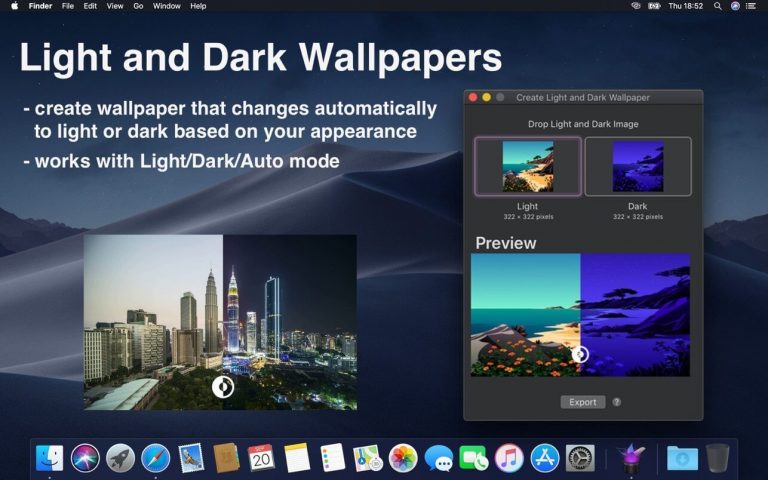 Finder File Edit View Go Window Help Thu 18:52
Light and Dark Wallpapers
- create wallpaper that changes automatically
to light or dark based on your appearance
- works with Light/Dark/Auto mode
Create Light and Dark Wallpaper
Drop Light and Dark Image
Light Dark
322 × 322 pixels 322 × 322 pixels
Preview
Export ?
SEP
20